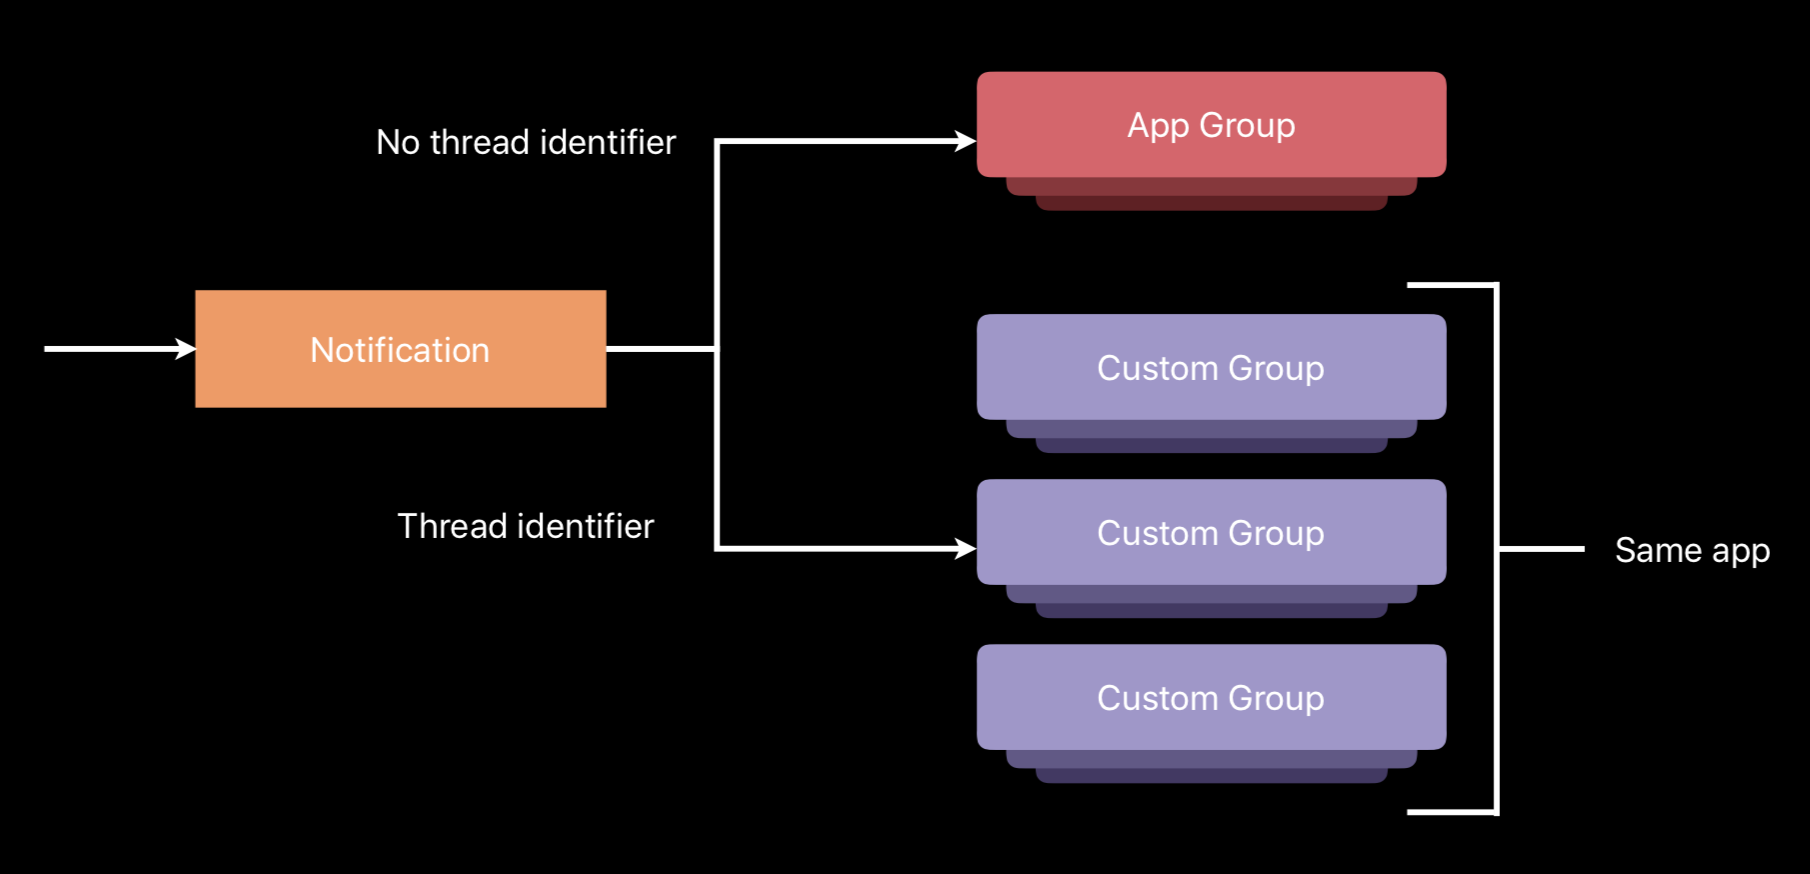 No thread identifier
App Group
Notification
Custom Group
Thread identifier
Custom Group
Same app
Custom Group